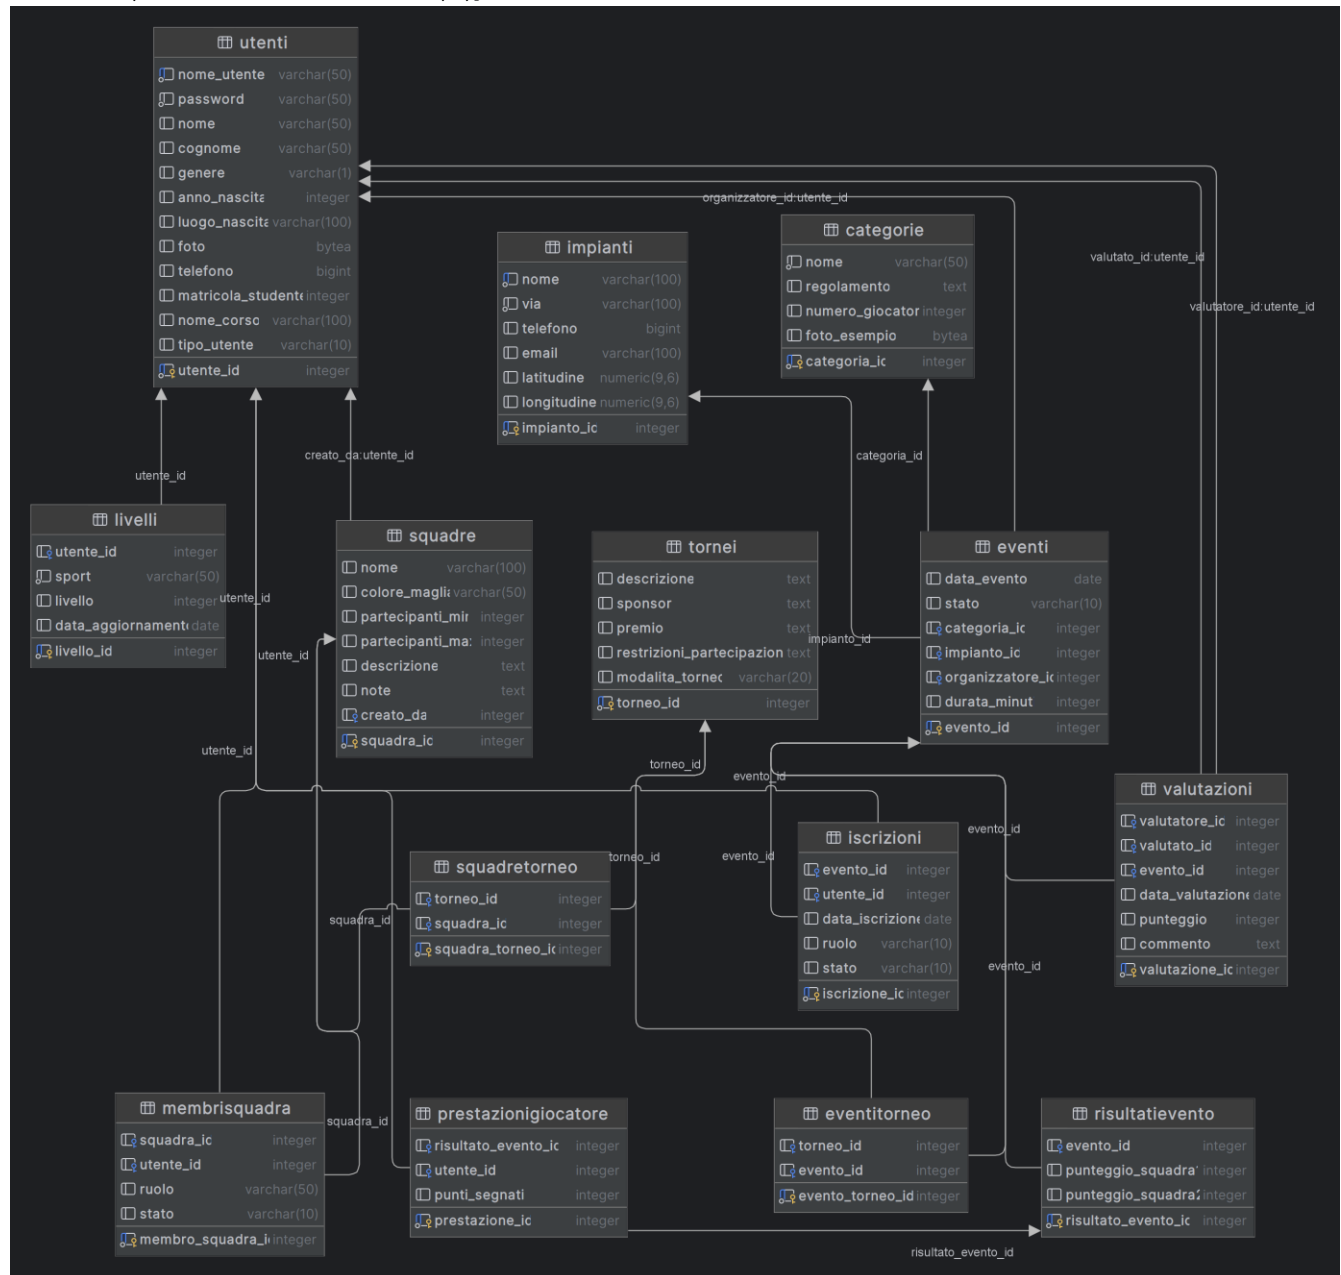 utenti
nome_utente varchar(50)
password varchar(50)
nome varchar(50)
cognome varchar(50)
genere varchar(1)
anno_nascita integer
luogo_nascita varchar(100)
foto bytea
telefono bigint
matricola_studente integer
nome_corso varchar(100)
tipo_utente varchar(10)
utente_id integer
organizzatore_id:utente_id
categorie
nome varchar(50)
regolamento text
numero_giocator integer
foto_esempio bytea
categoria_id integer
impianti
nome varchar(100)
via varchar(100)
telefono bigint
email varchar(100)
latitudine numeric(9,6)
longitudine numeric(9,6)
impianto_id integer
valutato_id:utente_id
valutatore_id:utente_id
creato_da:utente_id
categoria_id
utente_id
livelli
utente_id integer
sport varchar(50)
livello integer
data_aggiornament date
livello_id integer
utente_id
utente_id
utente_id
squadre
nome varchar(100)
colore_maglia varchar(50)
partecipanti_min integer
partecipanti_ma integer
descrizione text
note text
creato_da integer
squadra_id integer
tornei
descrizione text
sponsor text
premio text
restrizioni_partecipazion text
modalita_torneo varchar(20)
torneo_id integer
impianto_id
eventi
data_evento date
stato varchar(10)
categoria_id integer
impianto_id integer
organizzatore_id integer
durata_minut integer
evento_id integer
torneo_id
evento_id
valutazioni
valutatore_id integer
valutato_id integer
evento_id integer
data_valutazione date
punteggio integer
commento text
valutazione_id integer
iscrizioni
evento_id integer
utente_id integer
data_iscrizione date
ruolo varchar(10)
stato varchar(10)
iscrizione_id integer
evento_id
torneo_id
evento_id
squadretorneo
torneo_id integer
squadra_id integer
squadra_torneo_id integer
squadra_id
evento_id
membrisquadra
squadra_id integer
utente_id integer
ruolo varchar(50)
stato varchar(10)
membro_squadra_i integer
squadra_id
prestazionigiocatore
risultato_evento_id integer
utente_id integer
punti_segnati integer
prestazione_id integer
eventitorneo
torneo_id integer
evento_id integer
evento_torneo_id integer
risultatievento
evento_id integer
punteggio_squadra1 integer
punteggio_squadra2 integer
risultato_evento_id integer
risultato_evento_id